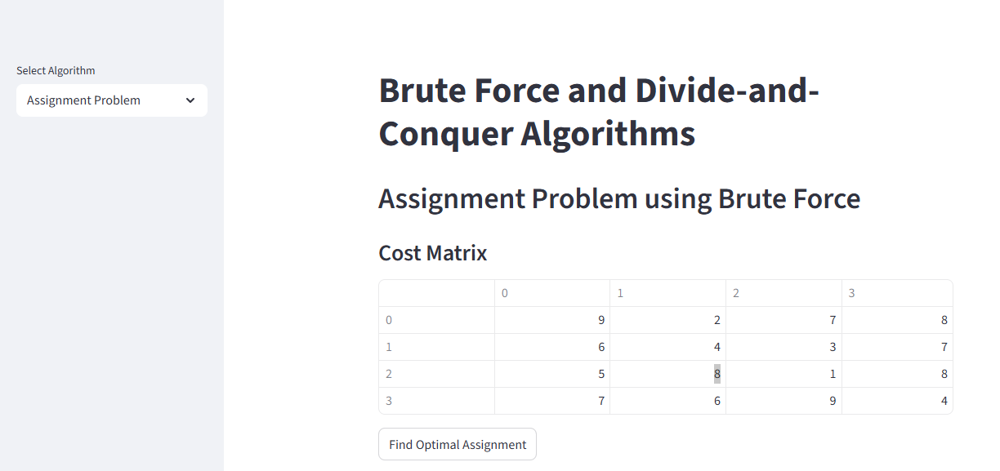 Select Algorithm
Assignment Problem
Brute Force and Divide-and-
Conquer Algorithms
Assignment Problem using Brute Force
Cost Matrix
0 1 2 3
0 9 2 7 8
1 6 4 3 7
2 5 8 1 8
3 7 6 9 4
Find Optimal Assignment